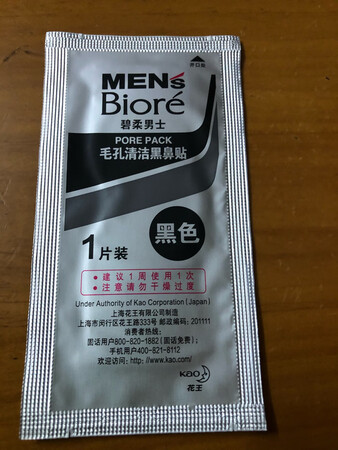 开口处
MEN's
Bioré
碧柔男士
PORE PACK
毛孔清洁黑鼻贴
黑色
1片装
• 建议1周使用1次
• 注意请勿干燥过度
Under Authority of Kao Corporation (Japan)
上海花王有限公司制造
上海市闵行区花王路333号 邮政编码: 201111
消费者热线:
固话用户800-820-1882 (固话免费);
手机用户400-821-8112
欢迎访问: http://www.kao.com/
KAO
花王